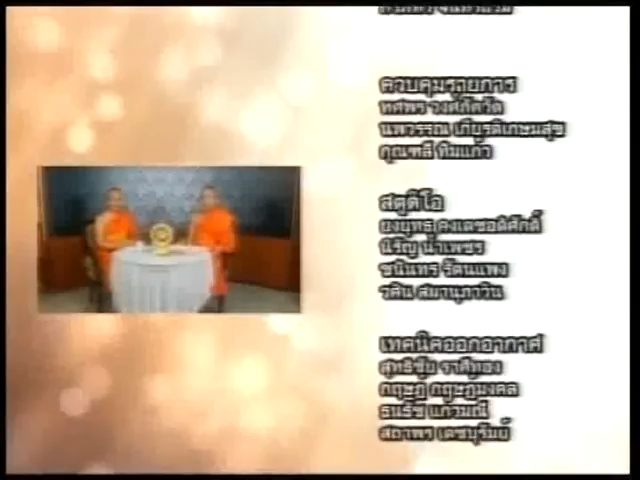 ควบคุมรายการ
ทศพร วงศ์ภัควัต
นพวรรณ เกียรติเกษมสุข
กุณฑลี ทิมแก้ว
สตูดิโอ
ยงยุทธ คงเดชอดิศักดิ์
นิรัญ น้ำเพชร
ชนินทร รัตนแพง
วศิน สมานุภาวิน
เทคนิคออกอากาศ
สุทธิชัย ราศีทอง
กฤษฎี กฤษฎมงคล
ธนธัช แก้วมณี
สถาพร เดชบุรัมย์